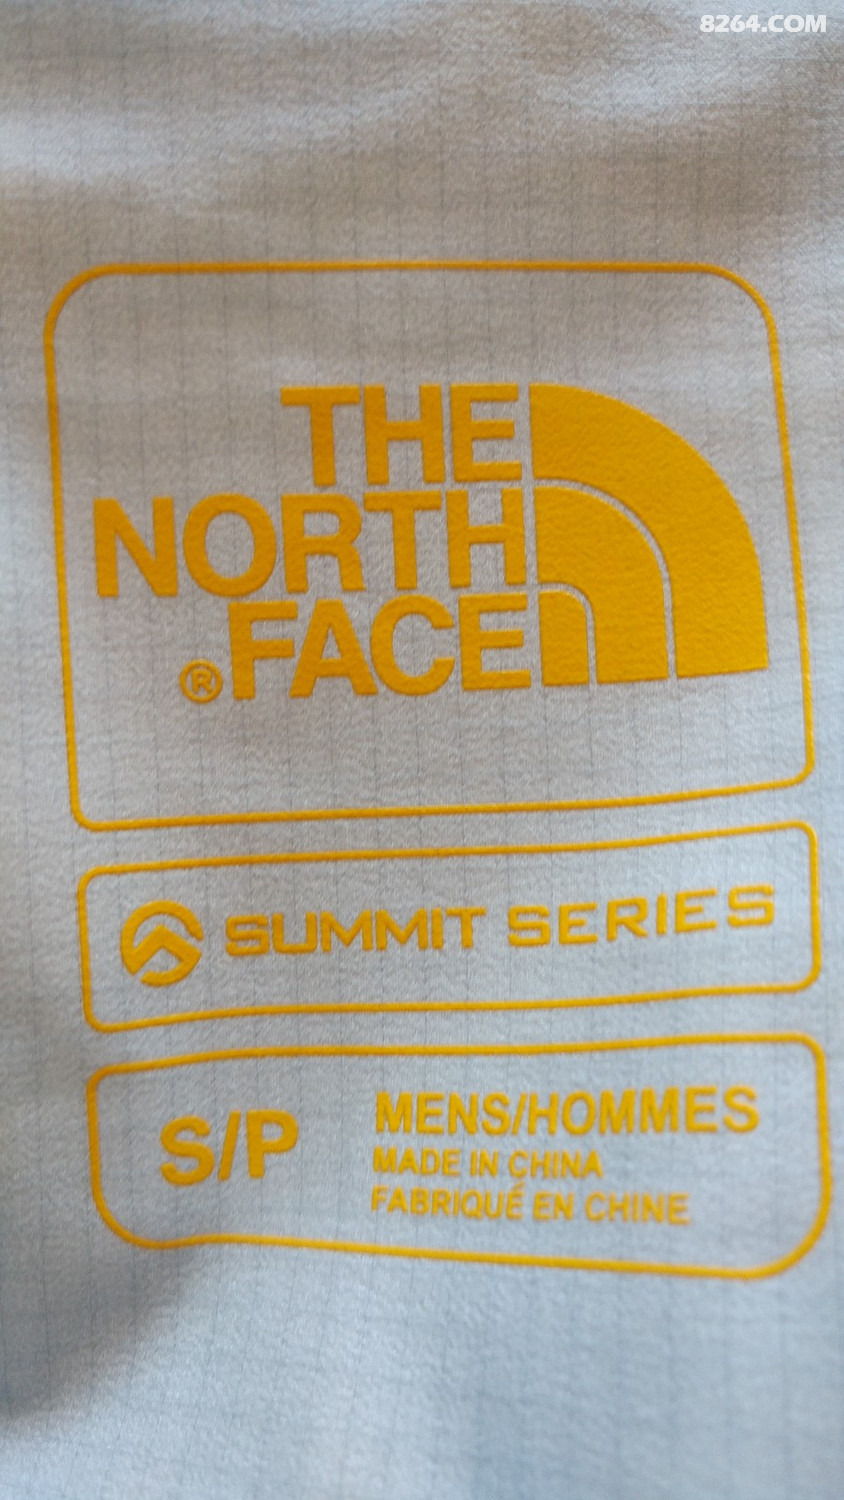 8264.COM
THE
NORTH
®FACE
SUMMIT SERIES
S/P
MENS/HOMMES
MADE IN CHINA
FABRIQUÉ EN CHINE